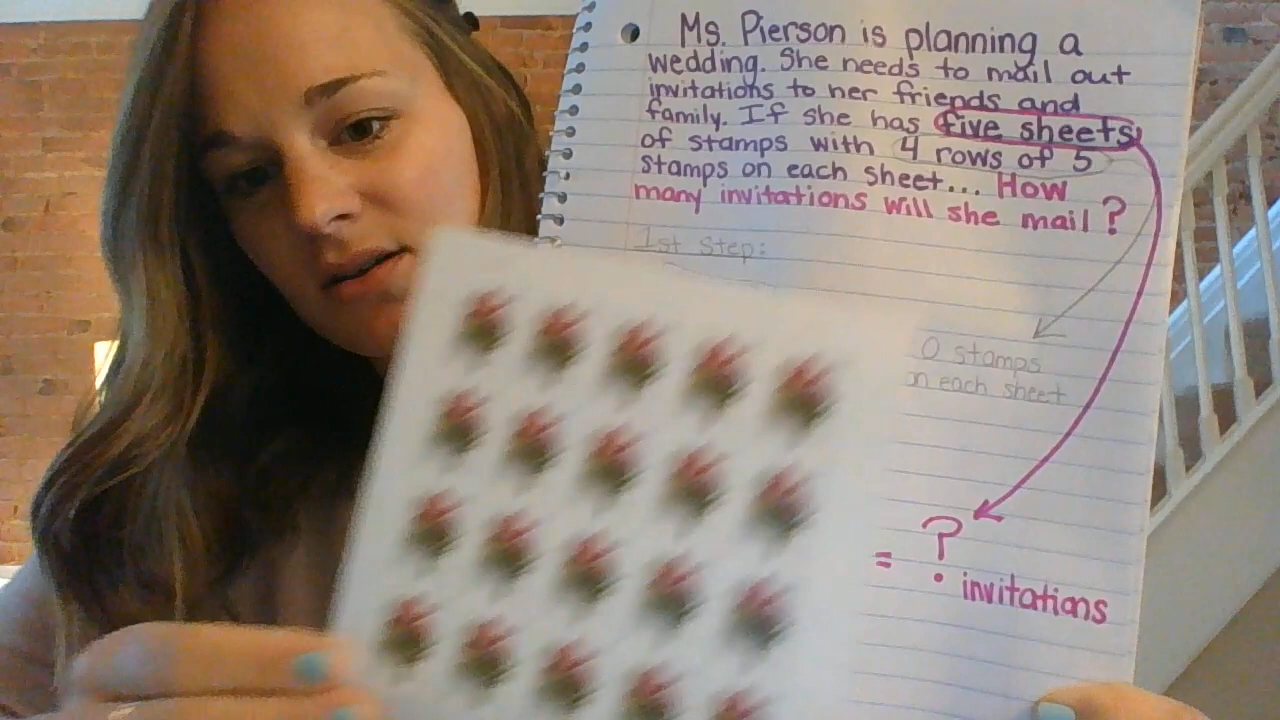 Ms. Pierson is planning a
wedding. She needs to mail out
invitations to her friends and
family. If she has five sheets
of stamps with 4 rows of 5
stamps on each sheet... How
many invitations will she mail?
1st Step:
0 stamps
on each sheet
= ? invitations